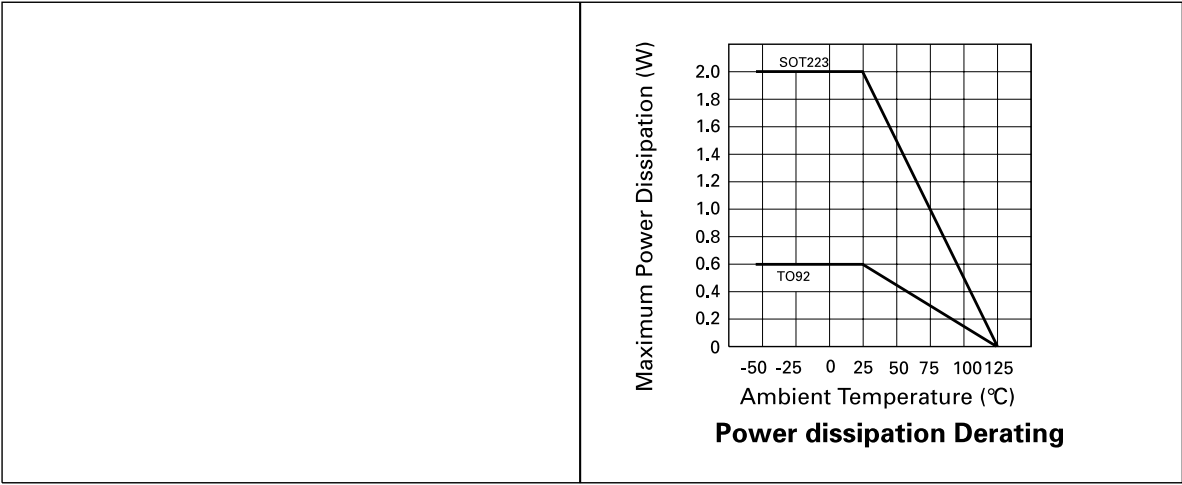 Maximum Power Dissipation (W)
2.0
1.8
1.6
1.4
1.2
1.0
0.8
0.6
0.4
0.2
0
SOT223
TO92
-50 -25 0 25 50 75 100 125
Ambient Temperature (°C)
Power dissipation Derating